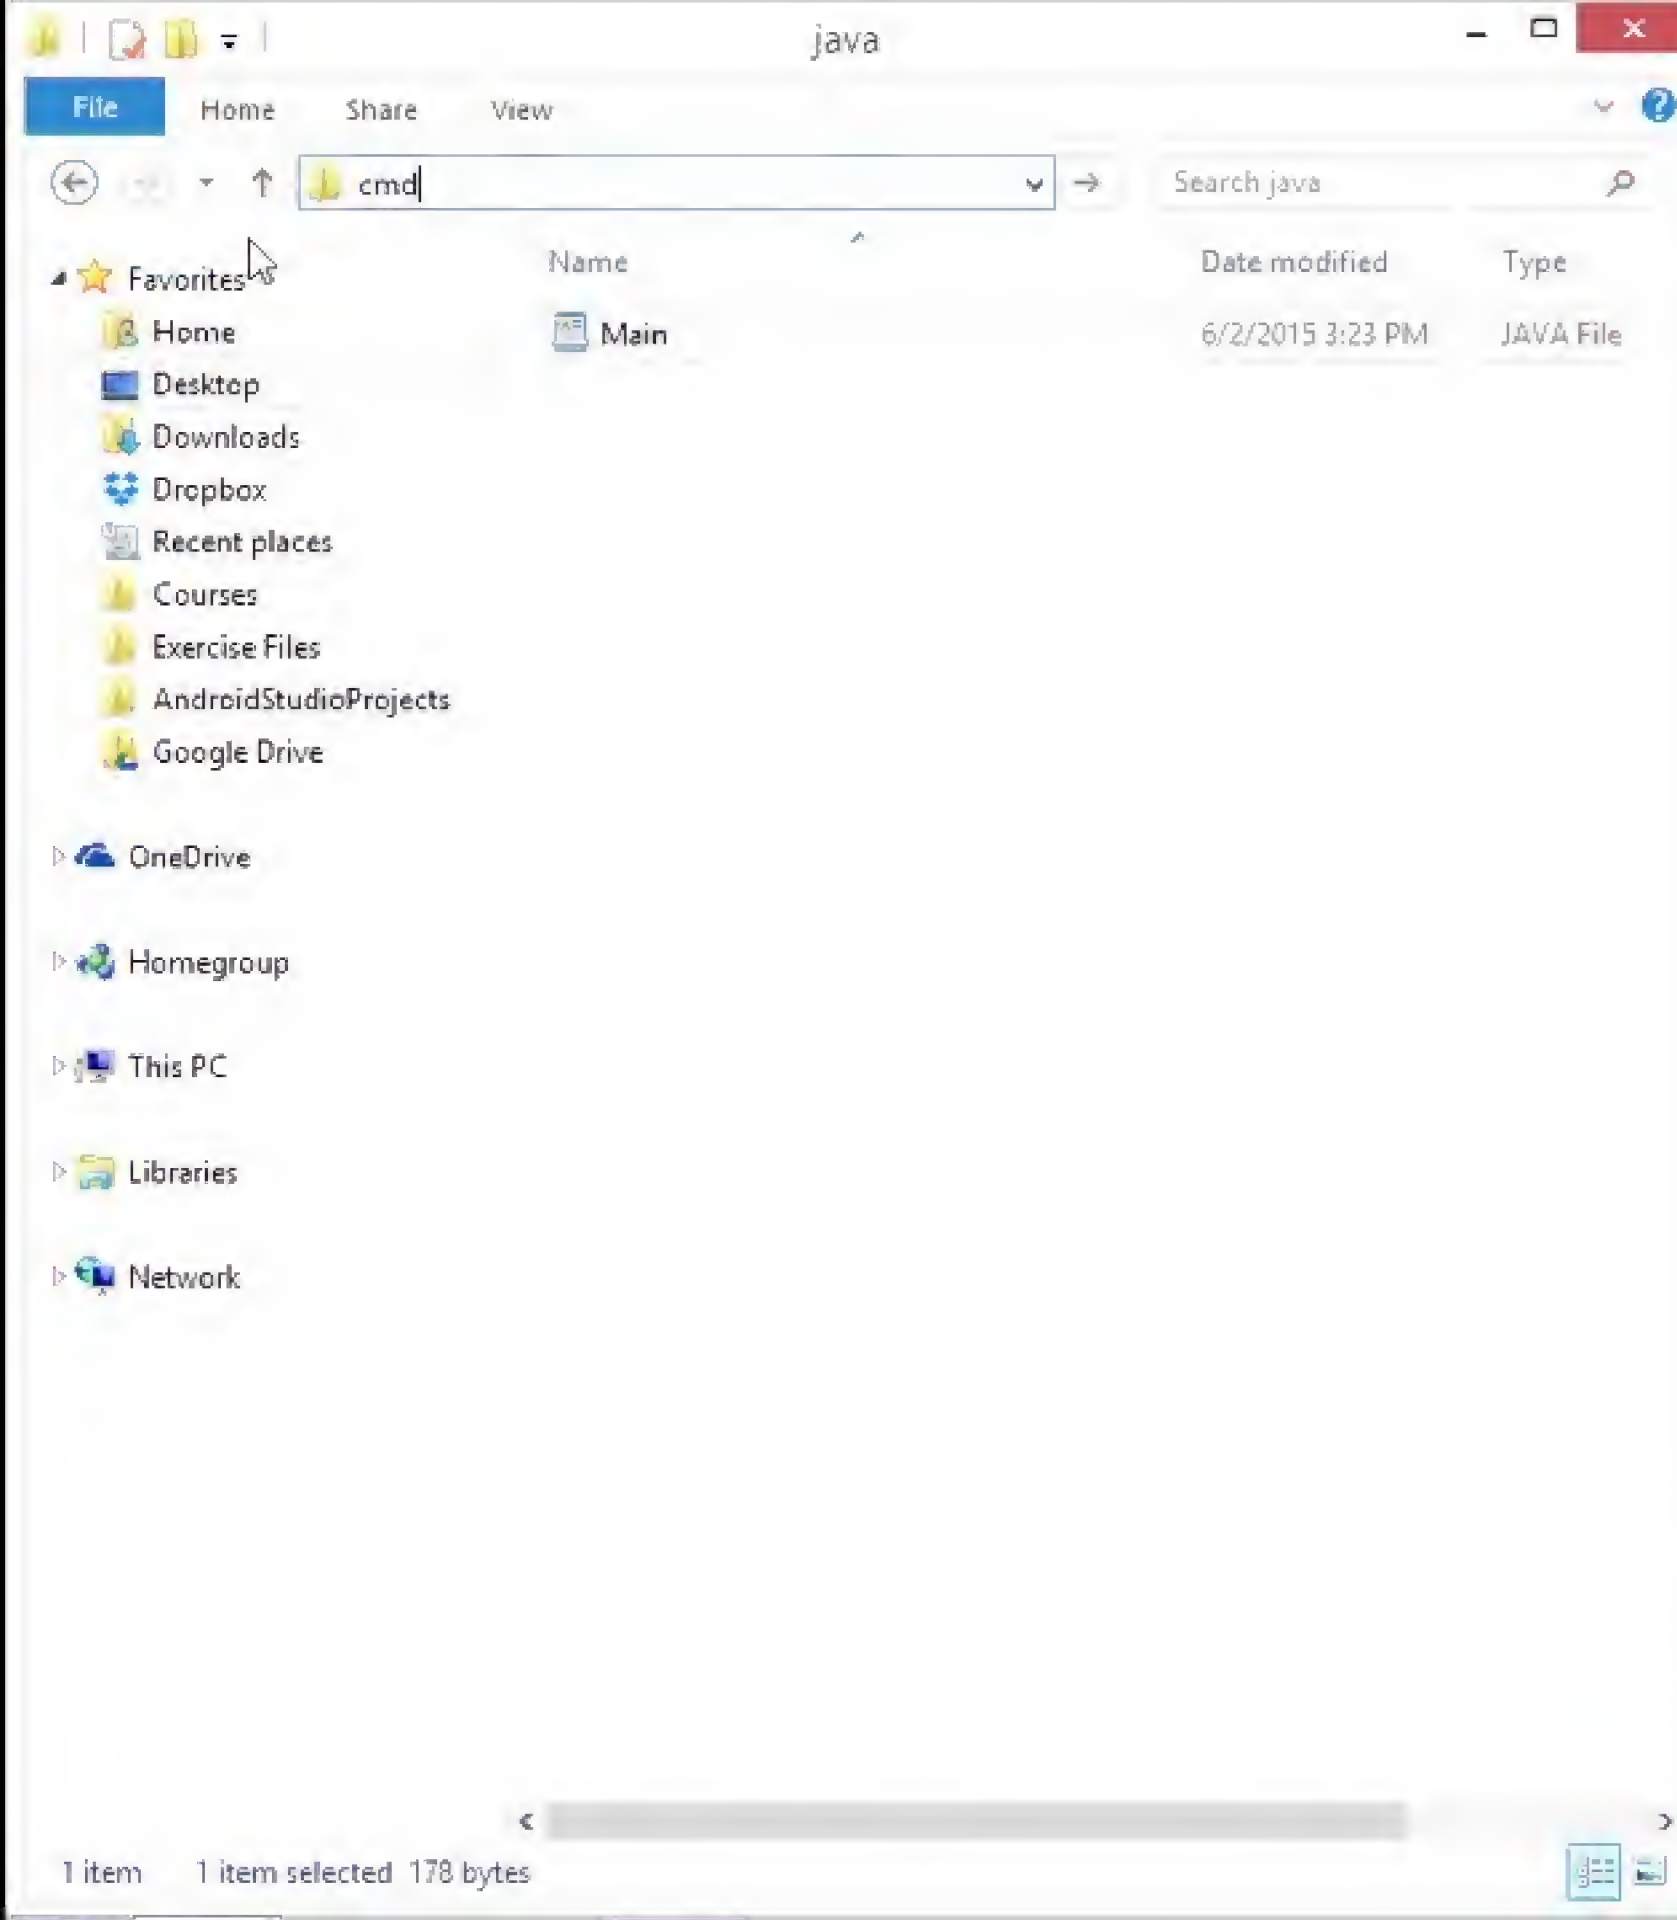 java
File Home Share View
cmd
Search java
Name Date modified Type
Main 6/2/2015 3:23 PM JAVA File
Favorites
Home
Desktop
Downloads
Dropbox
Recent places
Courses
Exercise Files
AndroidStudioProjects
Google Drive
OneDrive
Homegroup
This PC
Libraries
Network
1 item 1 item selected 178 bytes